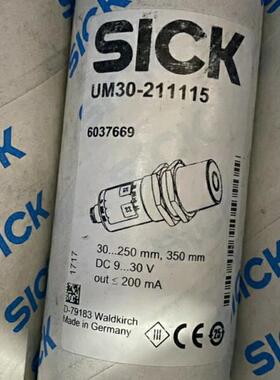 SICK
UM30-211115
6037669
30...250 mm, 350 mm
DC 9...30 V
out ≤ 200 mA
1717
D-79183 Waldkirch
Made in Germany
CE
SICK
SICK
SICK